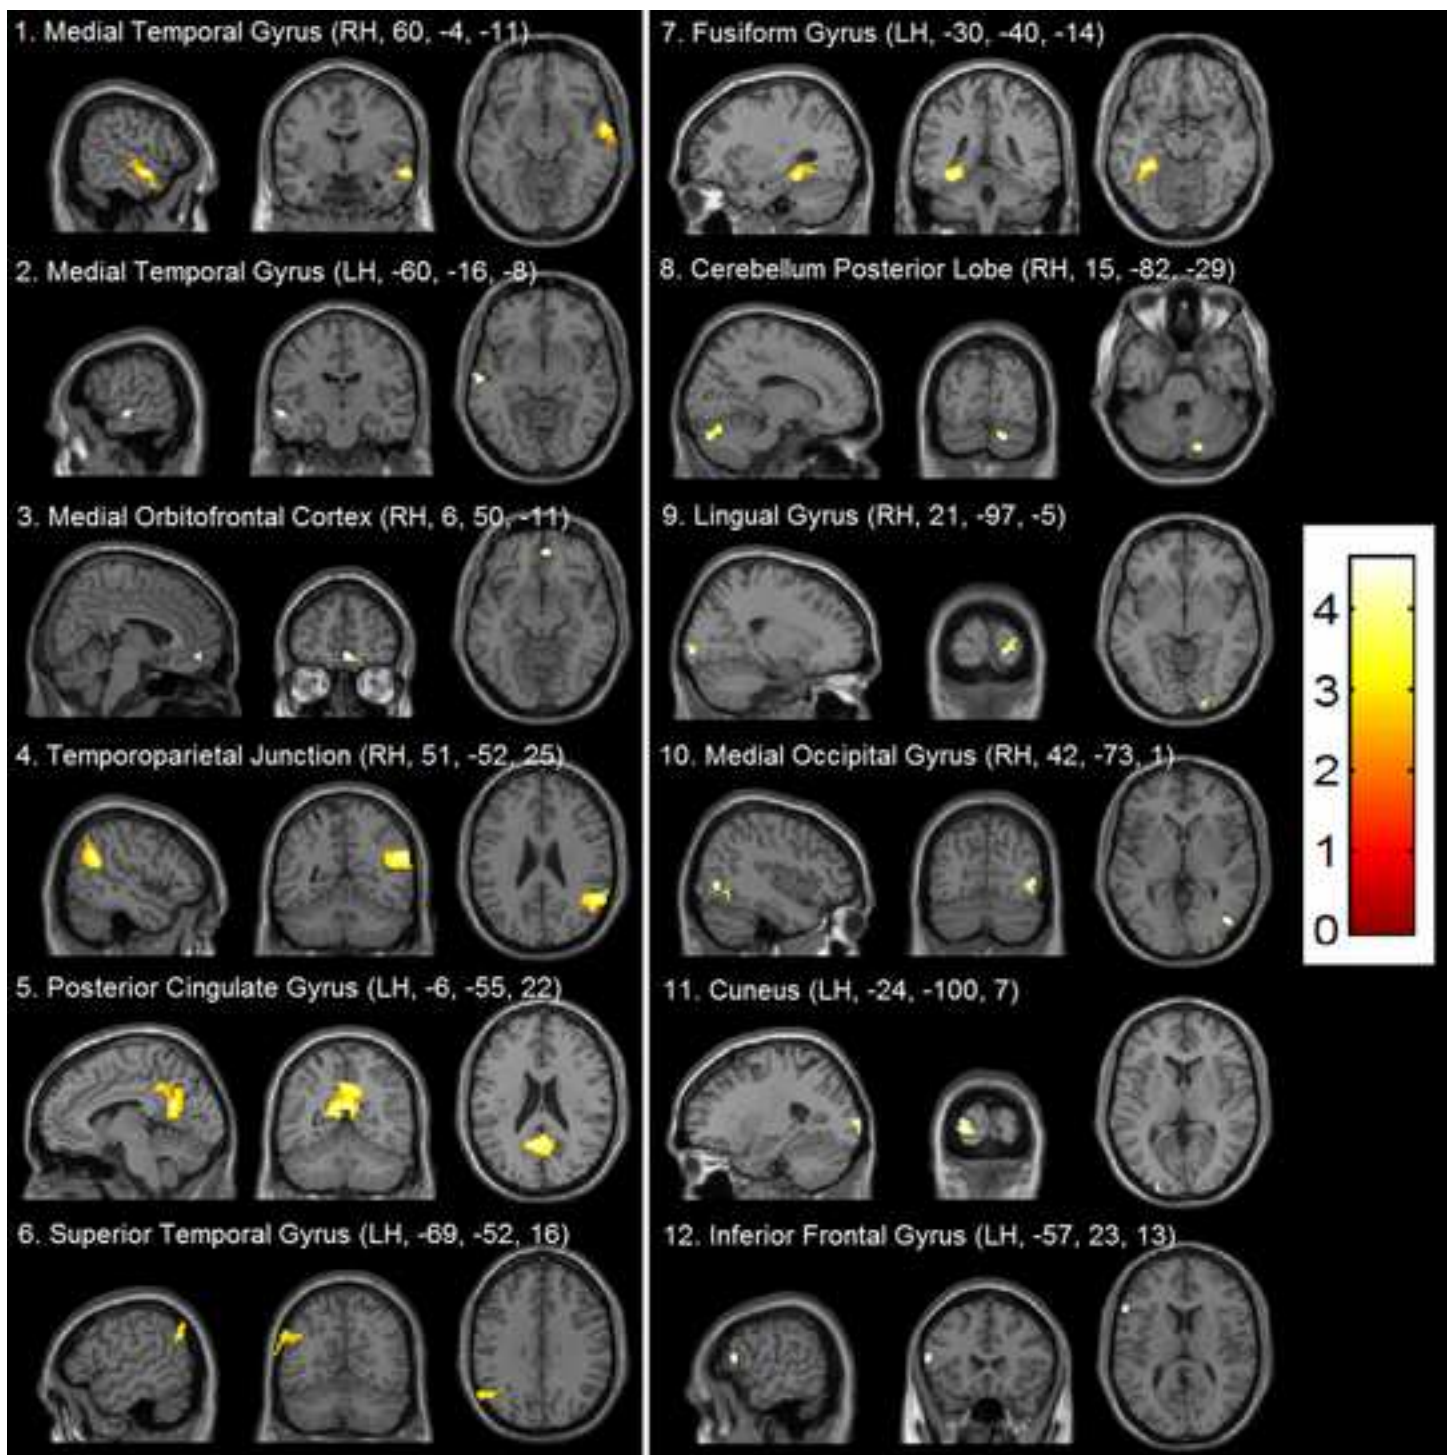 1. Medial Temporal Gyrus (RH, 60, -4, -11)
2. Medial Temporal Gyrus (LH, -60, -16, -8)
3. Medial Orbitofrontal Cortex (RH, 6, 50, -11)
4. Temporoparietal Junction (RH, 51, -52, 25)
5. Posterior Cingulate Gyrus (LH, -6, -55, 22)
6. Superior Temporal Gyrus (LH, -69, -52, 16)
7. Fusiform Gyrus (LH, -30, -40, -14)
8. Cerebellum Posterior Lobe (RH, 15, -82, -29)
9. Lingual Gyrus (RH, 21, -97, -5)
10. Medial Occipital Gyrus (RH, 42, -73, 1)
11. Cuneus (LH, -24, -100, 7)
12. Inferior Frontal Gyrus (LH, -57, 23, 13)
4
3
2
1
0